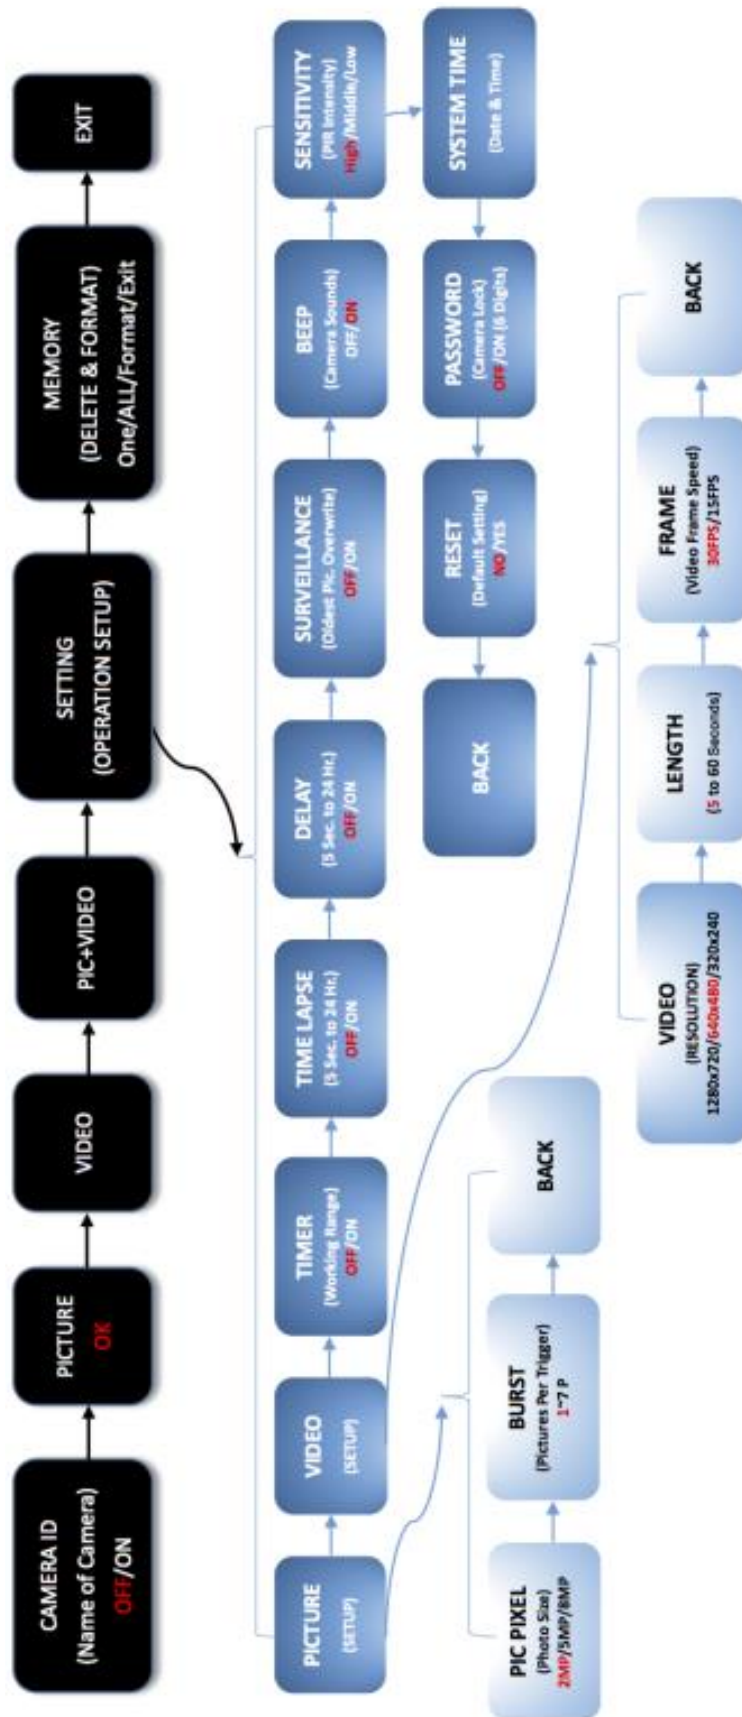 CAMERA ID
(Name of Camera)
OFF/ON
PICTURE
OK
VIDEO
PIC+VIDEO
SETTING
(OPERATION SETUP)
MEMORY
(DELETE & FORMAT)
One/ALL/Format/Exit
EXIT
PICTURE
(SETUP)
VIDEO
(SETUP)
TIMER
(Working Range)
OFF/ON
TIME LAPSE
(5 Sec. to 24 Hr.)
OFF/ON
DELAY
(5 Sec. to 24 Hr.)
OFF/ON
SURVEILLANCE
(Oldest Pic. Overwrite)
OFF/ON
BEEP
(Camera Sounds)
OFF/ON
SENSITIVITY
(PIR Intensity)
High/Middle/Low
SYSTEM TIME
(Date & Time)
PASSWORD
(Camera Lock)
OFF/ON (6 Digits)
RESET
(Default Setting)
NO/YES
BACK
PIC PIXEL
(Photo Size)
2MP/5MP/8MP
BURST
(Pictures Per Trigger)
1~7 P
BACK
VIDEO
(RESOLUTION)
1280x720/640x480/320x240
LENGTH
(5 to 60 Seconds)
FRAME
(Video Frame Speed)
30FPS/15FPS
BACK